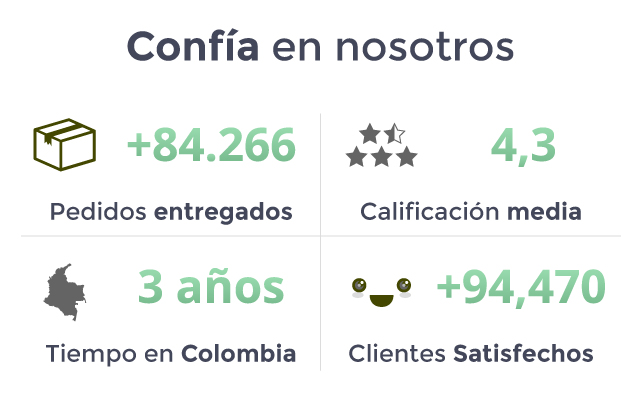 Confía en nosotros
+84.266
Pedidos entregados
4,3
Calificación media
3 años
Tiempo en Colombia
+94,470
Clientes Satisfechos